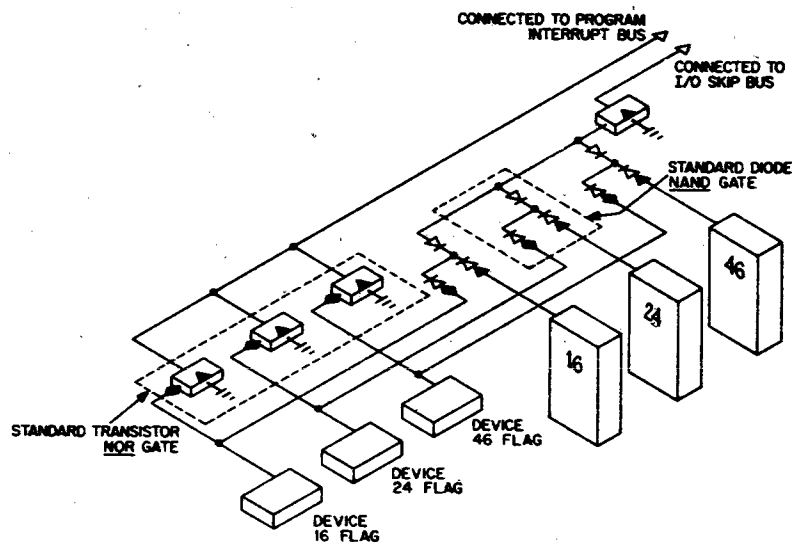 CONNECTED TO PROGRAM
INTERRUPT BUS
CONNECTED TO
I/O SKIP BUS
STANDARD DIODE
NAND GATE
46
24
16
STANDARD TRANSISTOR
NOR GATE
DEVICE
46 FLAG
DEVICE
24 FLAG
DEVICE
16 FLAG